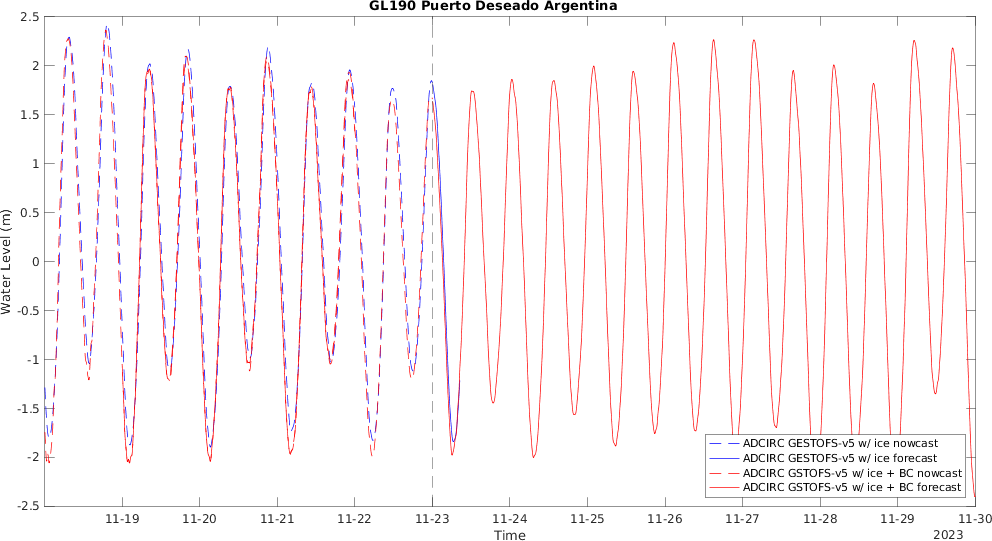 GL190 Puerto Deseado Argentina
2.5
2
1.5
1
0.5
0
-0.5
-1
-1.5
-2
-2.5
Water Level (m)
11-19 11-20 11-21 11-22 11-23 11-24 11-25 11-26 11-27 11-28 11-29 11-30
Time
2023
ADCIRC GESTOFS-v5 w/ ice nowcast
ADCIRC GESTOFS-v5 w/ ice forecast
ADCIRC GSTOFS-v5 w/ ice + BC nowcast
ADCIRC GSTOFS-v5 w/ ice + BC forecast